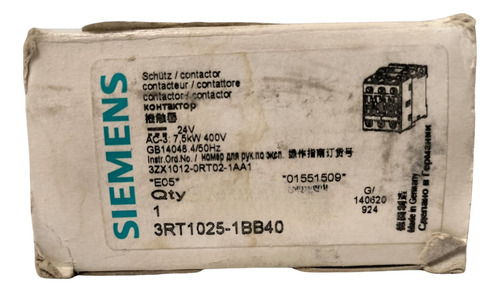 SIEMENS
Schütz / contactor
contacteur / contattore
contactor / contactor
контактор
接触器
24V
AC-3: 7,5kW 400V
GB14048.4/50Hz
Instr.Ord.No./ номер для рук.по эксп. 操作指南订货号
3ZX1012-0RT02-1AA1
*E05* *01551509*
Qty
1
3RT1025-1BB40
G/
140620
924
德国制造
Made in Germany
Сделано в Германии